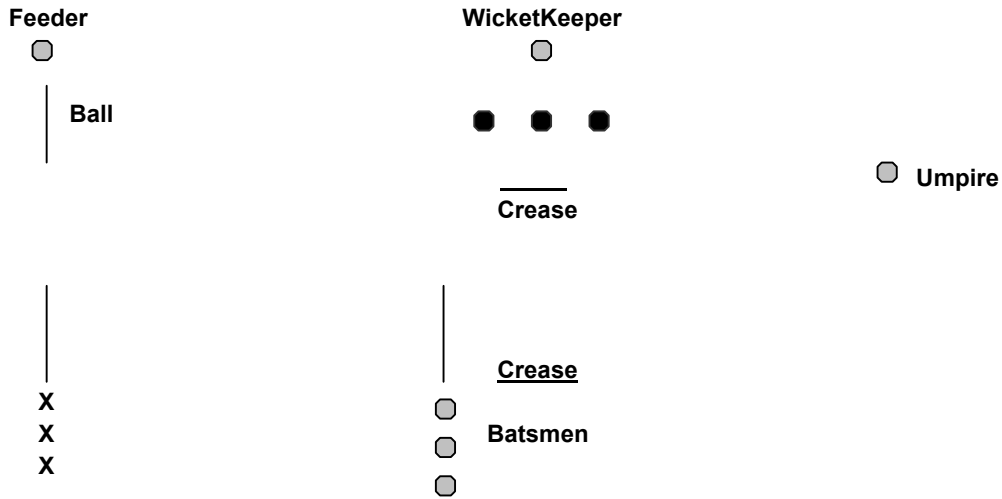 Feeder
WicketKeeper
Ball
Umpire
Crease
Crease
X
X
Batsmen
X